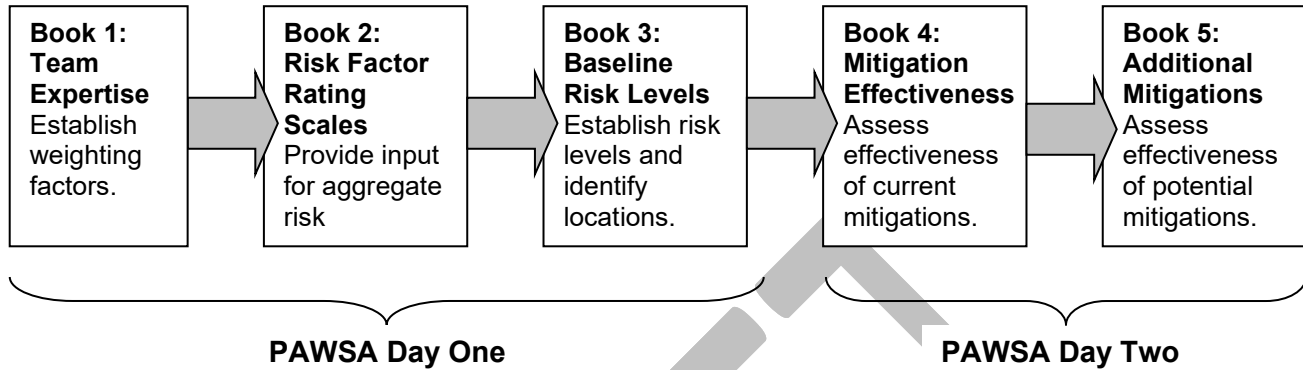 Book 1:
Team
Expertise
Establish
weighting
factors.
Book 2:
Risk Factor
Rating
Scales
Provide input
for aggregate
risk
Book 3:
Baseline
Risk Levels
Establish risk
levels and
identify
locations.
Book 4:
Mitigation
Effectiveness
Assess
effectiveness
of current
mitigations.
Book 5:
Additional
Mitigations
Assess
effectiveness
of potential
mitigations.
PAWSA Day One
PAWSA Day Two